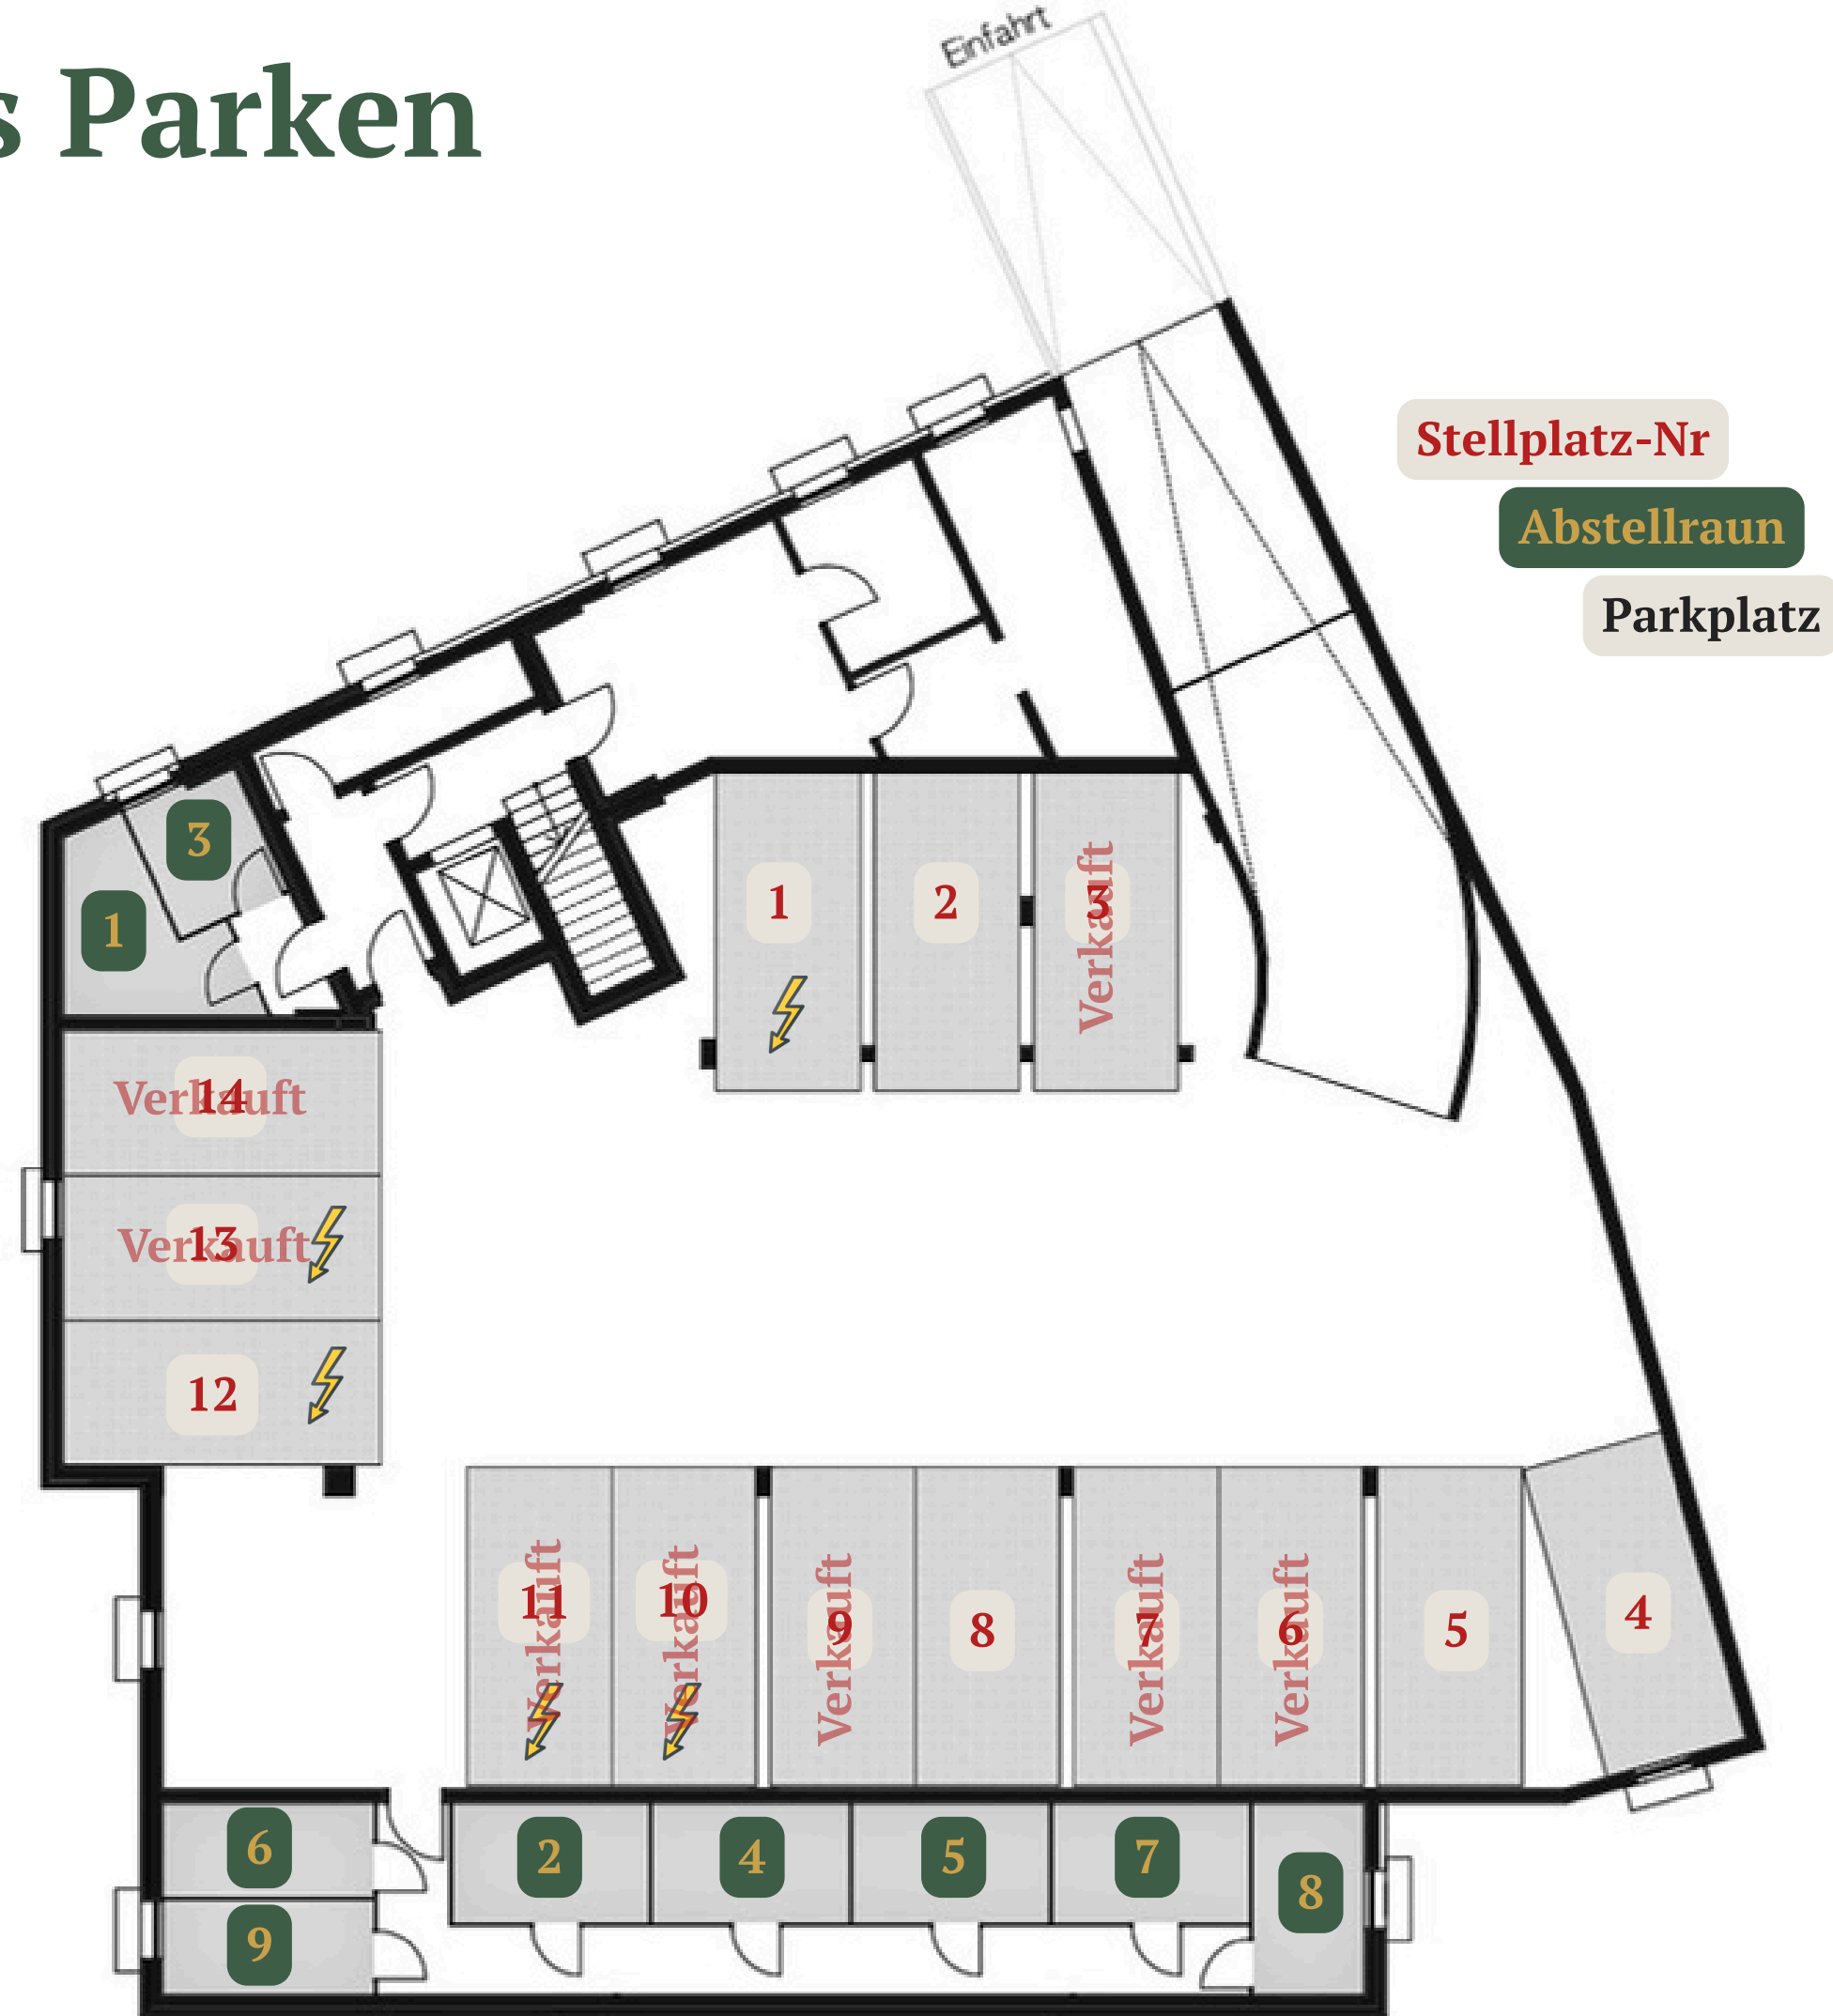 Einfahrt
s Parken
Stellplatz-Nr
Abstellraun
Parkplatz
3
1
1
2
3
Verkauft
14
Verkauft
13
Verkauft
12
11
Verkauft
10
Verkauft
9
Verkauft
8
7
Verkauft
6
Verkauft
5
4
6
2
4
5
7
8
9